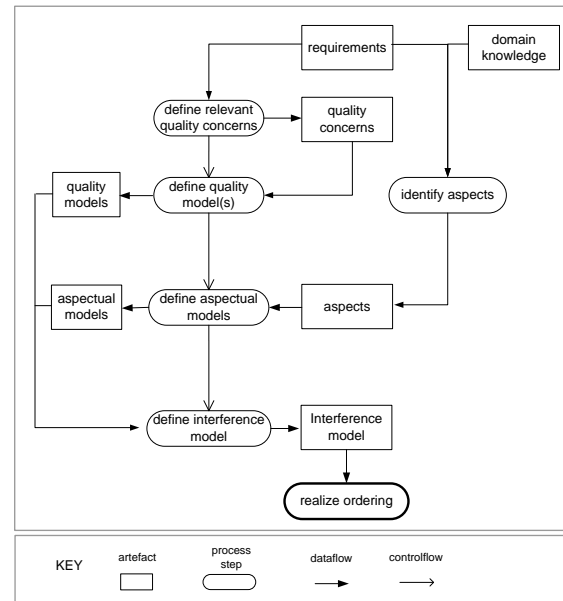 requirements
domain
knowledge
define relevant
quality concerns
quality
concerns
quality
models
define quality
model(s)
identify aspects
aspectual
models
define aspectual
models
aspects
define interference
model
Interference
model
realize ordering
KEY
artefact
process
step
dataflow
controlflow